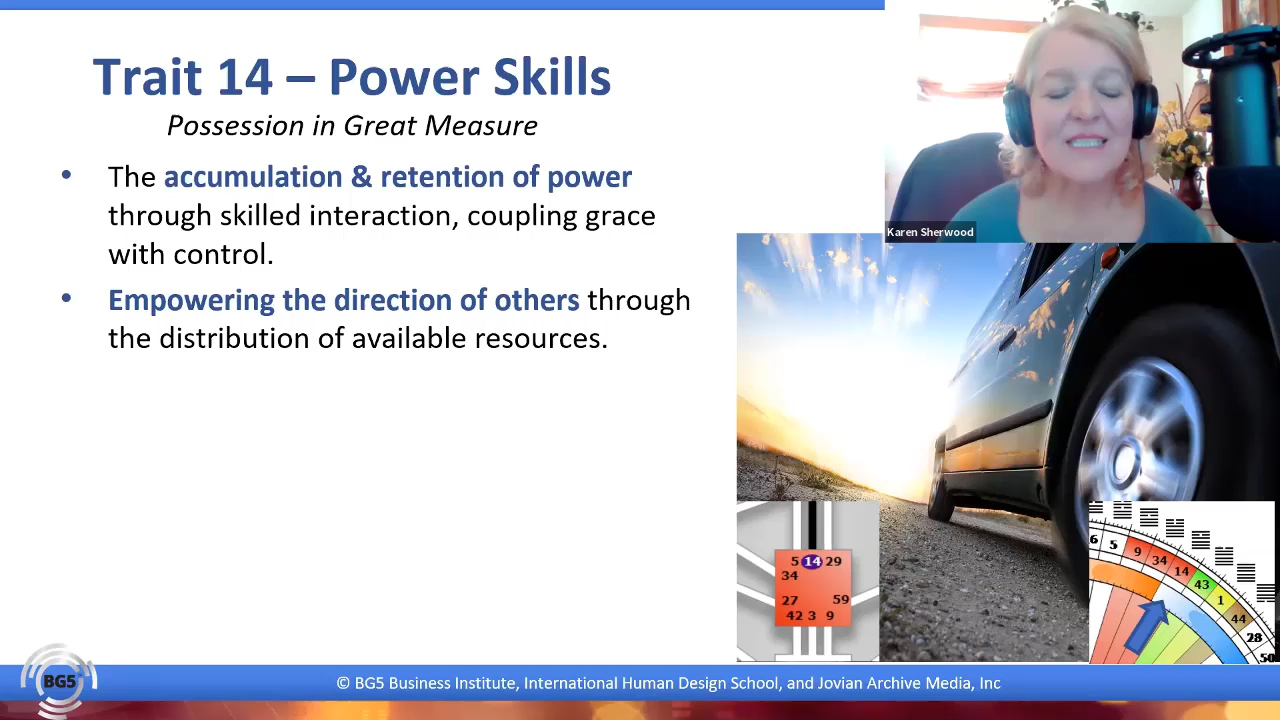 Trait 14 – Power Skills
Possession in Great Measure
• The accumulation & retention of power
through skilled interaction, coupling grace
with control.
• Empowering the direction of others through
the distribution of available resources.
Karen Sherwood
5 14 29
34
27 59
42 3 9
6 5 9 34 14 43 1 44 28 50
BG5
© BG5 Business Institute, International Human Design School, and Jovian Archive Media, Inc